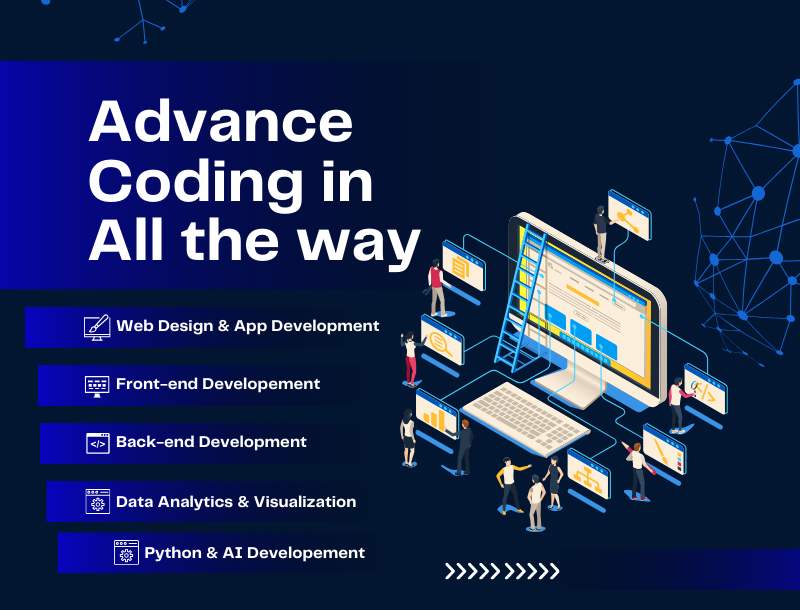 Advance
Coding in
All the way
Web Design & App Development
Front-end Developement
Back-end Development
Data Analytics & Visualization
Python & AI Developement